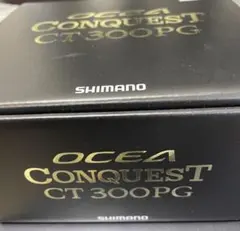 OCEA
CONQUEST
CT 300PG
SHIMANO
OCEA
CONQUEST
CT 300PG
SHIMANO